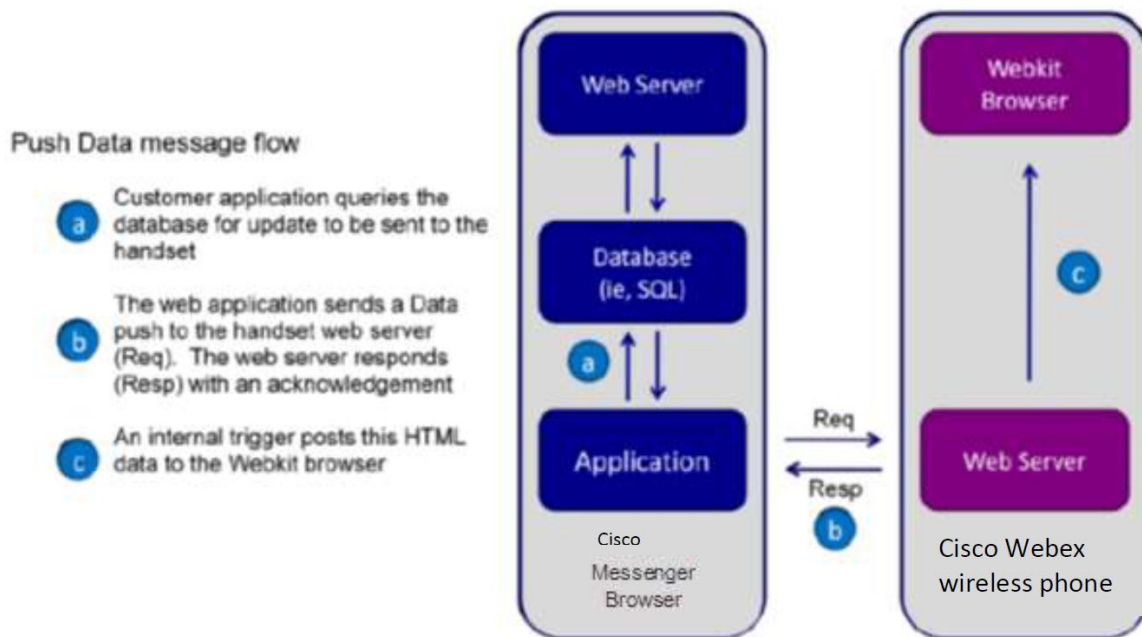 Push Data message flow
a
Customer application queries the
database for update to be sent to the
handset
b
The web application sends a Data
push to the handset web server
(Req). The web server responds
(Resp) with an acknowledgement
c
An internal trigger posts this HTML
data to the Webkit browser
Web Server
Database
(ie, SQL)
a
Application
Cisco
Messenger
Browser
Req
Resp
b
Webkit
Browser
c
Web Server
Cisco Webex
wireless phone